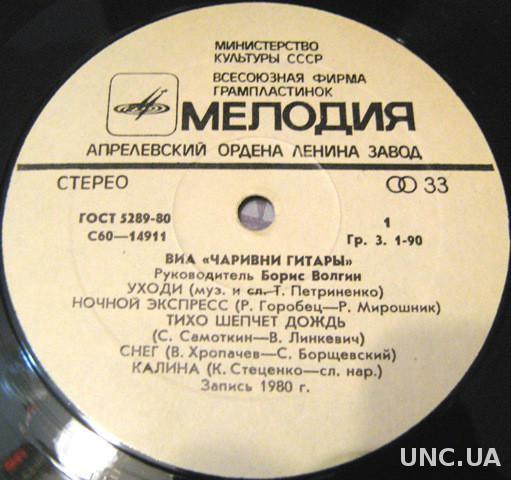 МИНИСТЕРСТВО
КУЛЬТУРЫ СССР
ВСЕСОЮЗНАЯ ФИРМА
ГРАМПЛАСТИНОК
МЕЛОДИЯ
АПРЕЛЕВСКИЙ ОРДЕНА ЛЕНИНА ЗАВОД
СТЕРЕО 33
ГОСТ 5289-80 1
С60—14911 Гр. 3. 1-90
ВИА «ЧАРИВНИ ГИТАРЫ»
Руководитель Борис Волгин
УХОДИ (муз. и сл. Т. Петриненко)
НОЧНОЙ ЭКСПРЕСС (Р. Горобец—Р. Мирошник)
ТИХО ШЕПЧЕТ ДОЖДЬ
(С. Самоткин—В. Линкевич)
СНЕГ (В. Хропачев—С. Борщевский)
КАЛИНА (К. Стеценко—сл. нар.)
Запись 1980 г.
UNC.UA